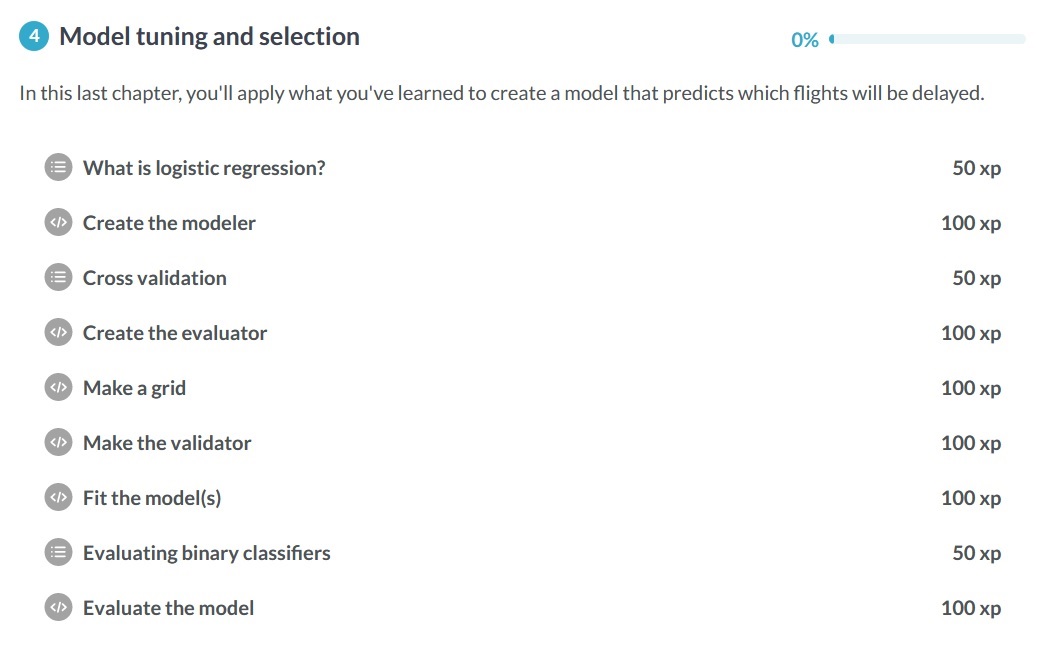 4 Model tuning and selection 0%
In this last chapter, you'll apply what you've learned to create a model that predicts which flights will be delayed.
What is logistic regression? 50 xp
</> Create the modeler 100 xp
Cross validation 50 xp
</> Create the evaluator 100 xp
</> Make a grid 100 xp
</> Make the validator 100 xp
</> Fit the model(s) 100 xp
Evaluating binary classifiers 50 xp
</> Evaluate the model 100 xp